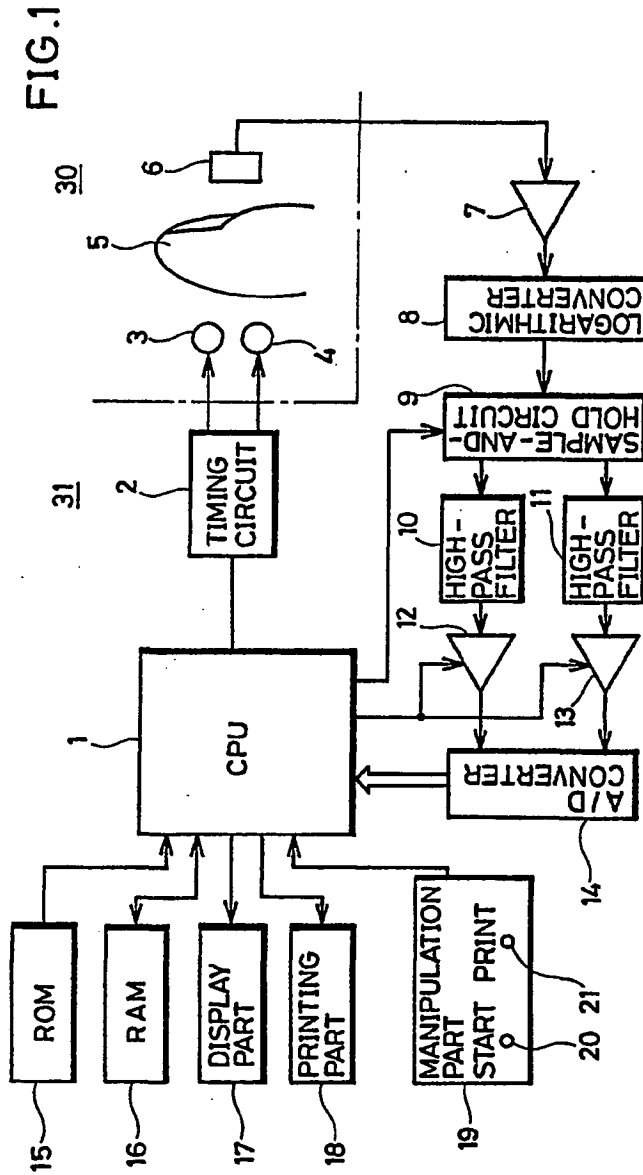 FIG.1
30
31
1
CPU
2
TIMING
CIRCUIT
3
4
5
6
7
8
LOGARITHMIC
CONVERTER
9
SAMPLE-AND-
HOLD CIRCUIT
10
HIGH-
PASS
FILTER
11
HIGH-
PASS
FILTER
12
13
A/D
CONVERTER
14
15
ROM
16
RAM
17
DISPLAY
PART
18
PRINTING
PART
19
MANIPULATION
PART
START PRINT
20 21